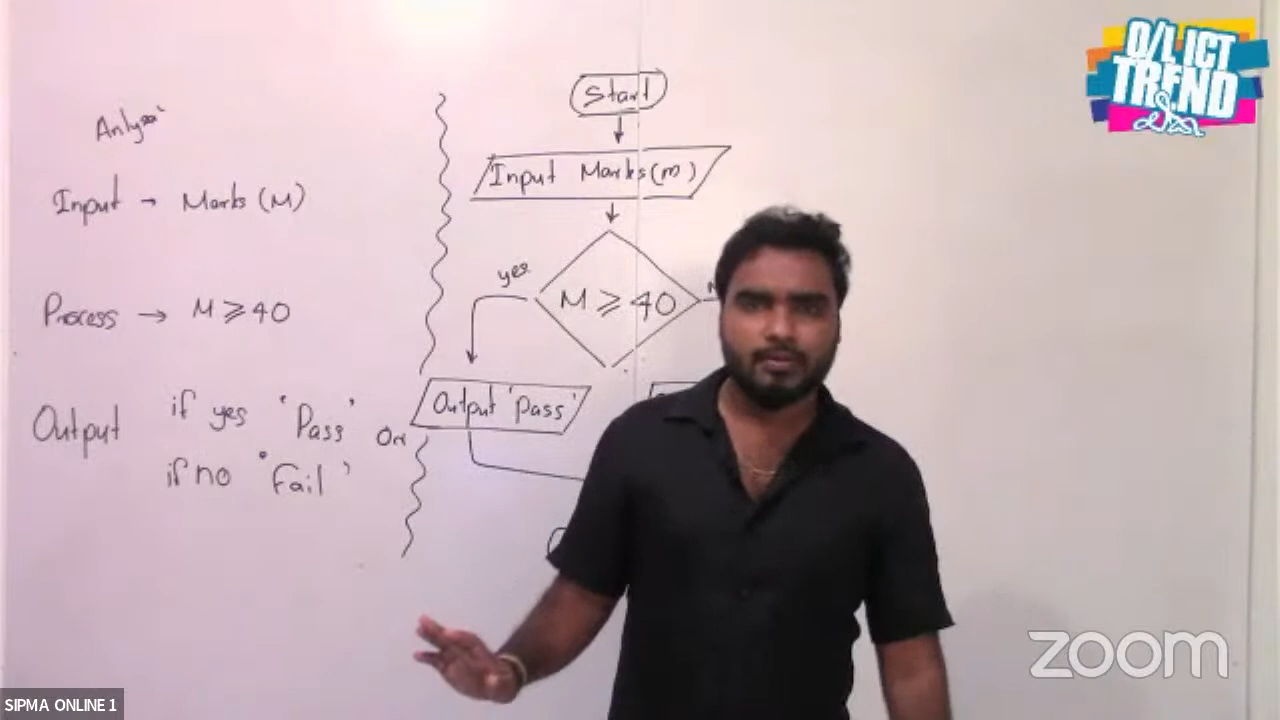 Anlysi
Input → Marks (M)
Process → M ≥ 40
Output if yes 'Pass' or
if no 'Fail'
Start
Input Marks (m)
M ≥ 40
yes
Output 'Pass'
O/L ICT
TREND
zoom
SIPMA ONLINE 1